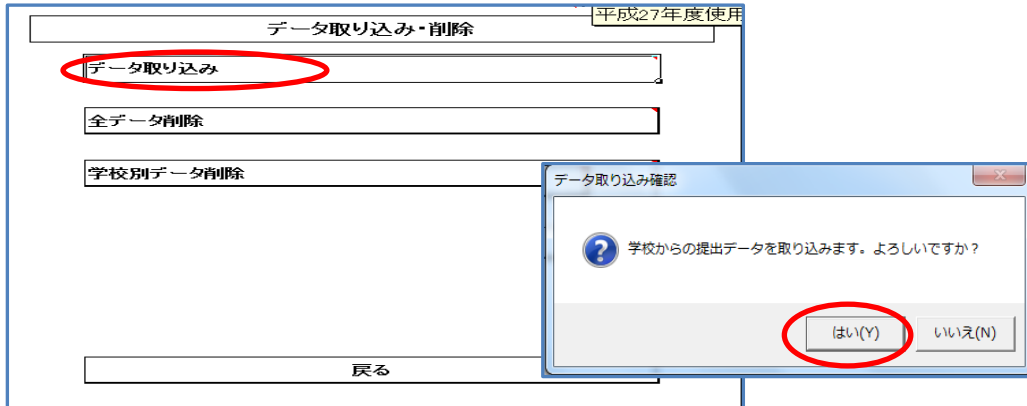 平成27年度使用
データ取り込み・削除
データ取り込み
全データ削除
学校別データ削除
データ取り込み確認
学校からの提出データを取り込みます。よろしいですか？
はい(Y)
いいえ(N)
戻る